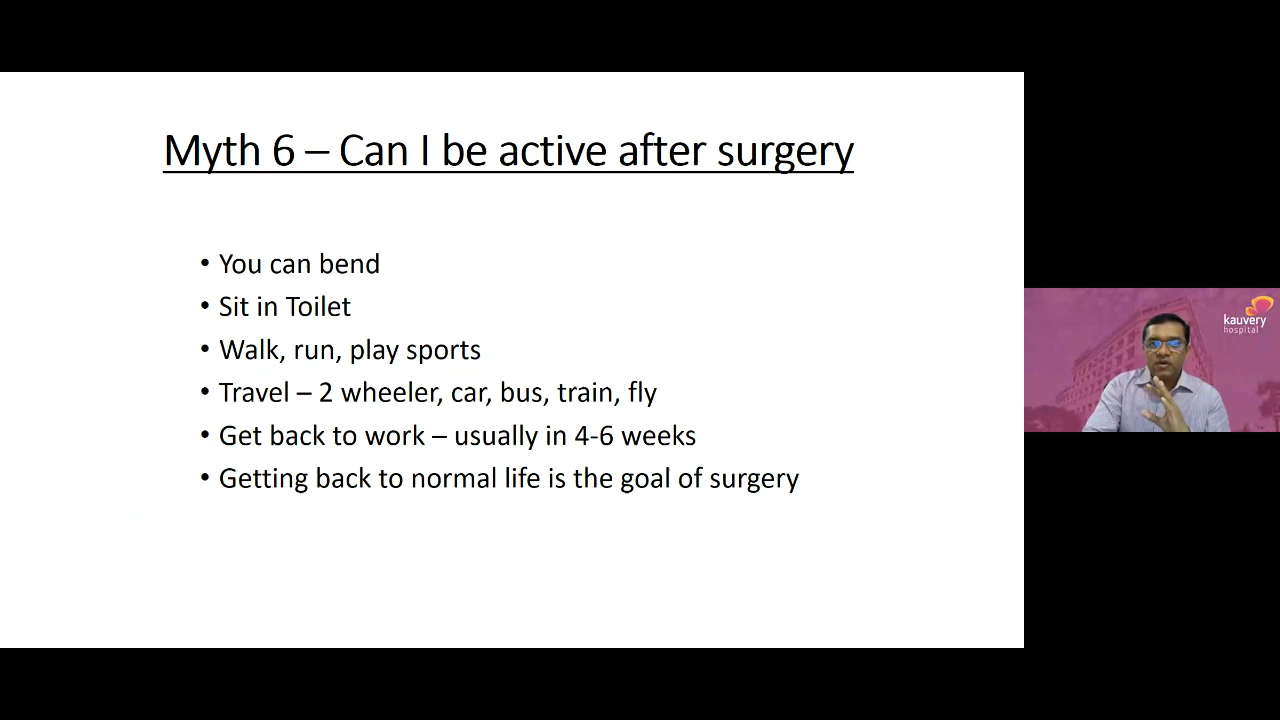 Myth 6 – Can I be active after surgery
• You can bend
• Sit in Toilet
• Walk, run, play sports
• Travel – 2 wheeler, car, bus, train, fly
• Get back to work – usually in 4-6 weeks
• Getting back to normal life is the goal of surgery
kauvery
hospital